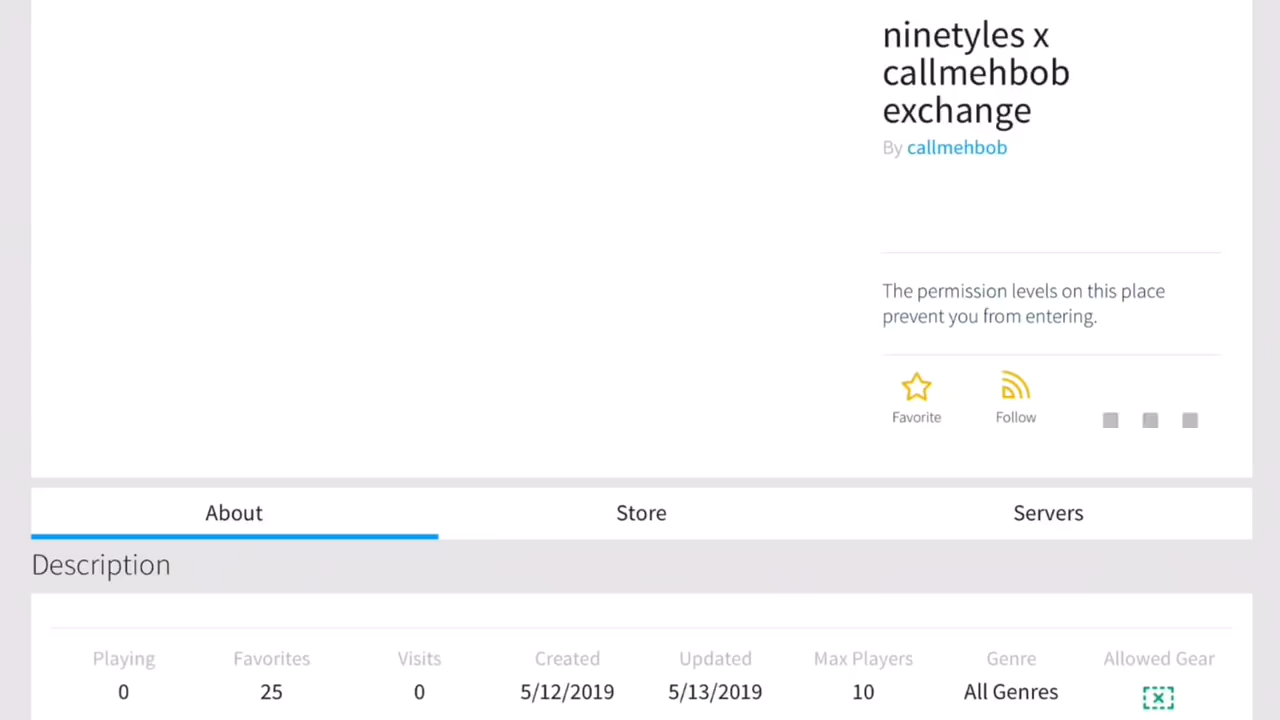 ninetyles x
callmehbob
exchange
By callmehbob
The permission levels on this place
prevent you from entering.
Favorite Follow
About Store Servers
Description
Playing Favorites Visits Created Updated Max Players Genre Allowed Gear
0 25 0 5/12/2019 5/13/2019 10 All Genres